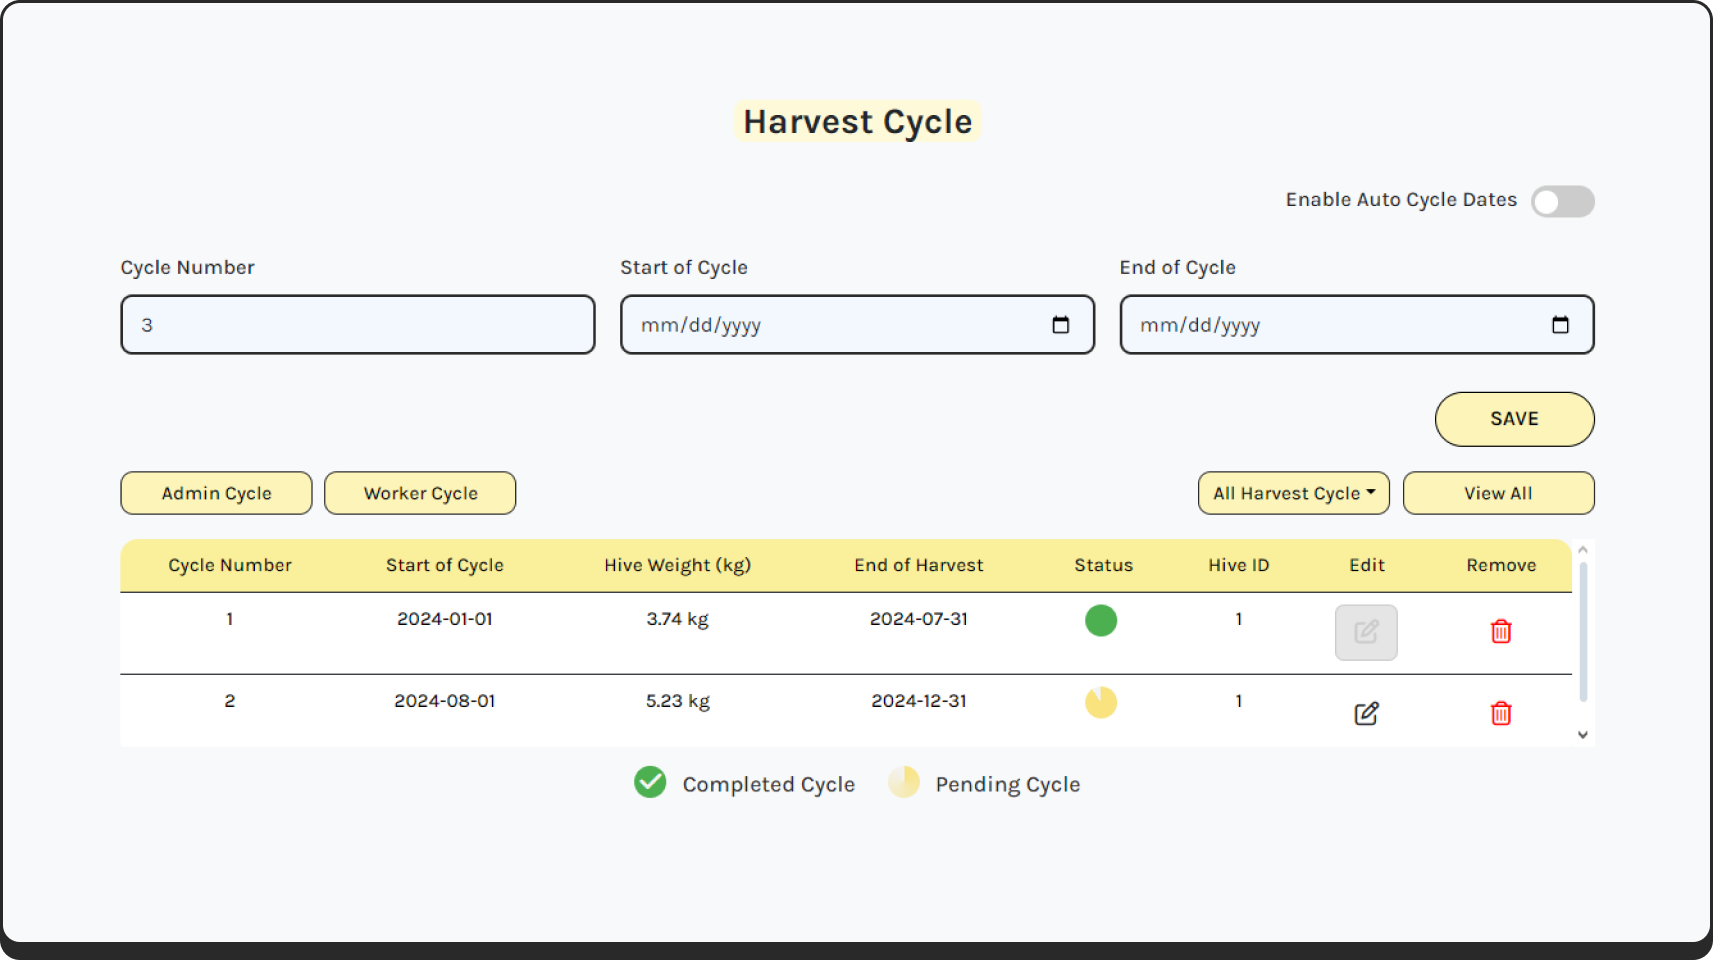 Harvest Cycle
Enable Auto Cycle Dates
Cycle Number Start of Cycle End of Cycle
3 mm/dd/yyyy mm/dd/yyyy
SAVE
Admin Cycle Worker Cycle All Harvest Cycle View All
Cycle Number Start of Cycle Hive Weight (kg) End of Harvest Status Hive ID Edit Remove
1 2024-01-01 3.74 kg 2024-07-31 1
2 2024-08-01 5.23 kg 2024-12-31 1
Completed Cycle Pending Cycle